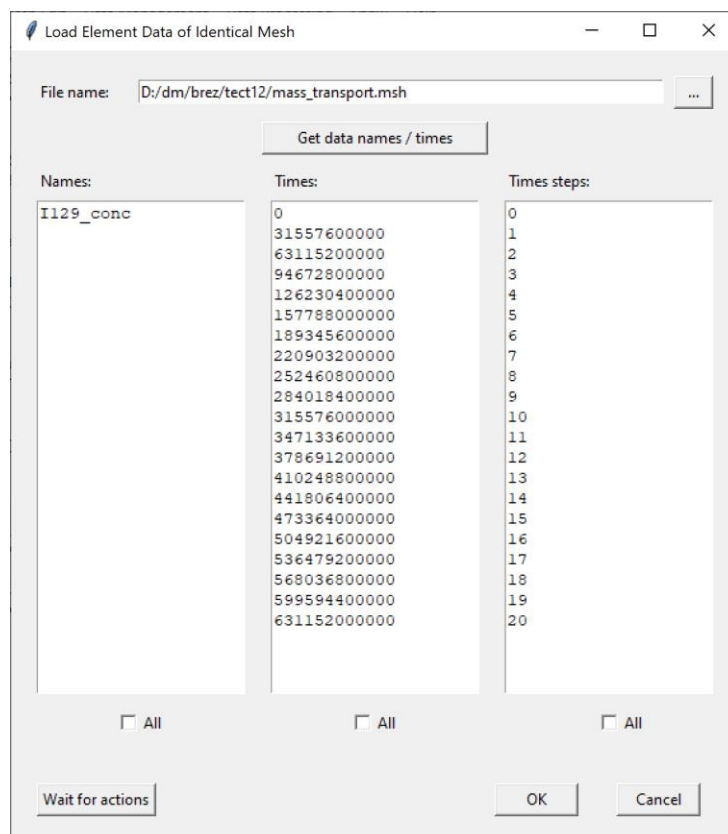 Load Element Data of Identical Mesh
File name: D:/dm/brez/tect12/mass_transport.msh ...
Get data names / times
Names: Times: Times steps:
I129_conc 0 0
31557600000 1
63115200000 2
94672800000 3
126230400000 4
157788000000 5
189345600000 6
220903200000 7
252460800000 8
284018400000 9
315576000000 10
347133600000 11
378691200000 12
410248800000 13
441806400000 14
473364000000 15
504921600000 16
536479200000 17
568036800000 18
599594400000 19
631152000000 20
All All All
Wait for actions OK Cancel